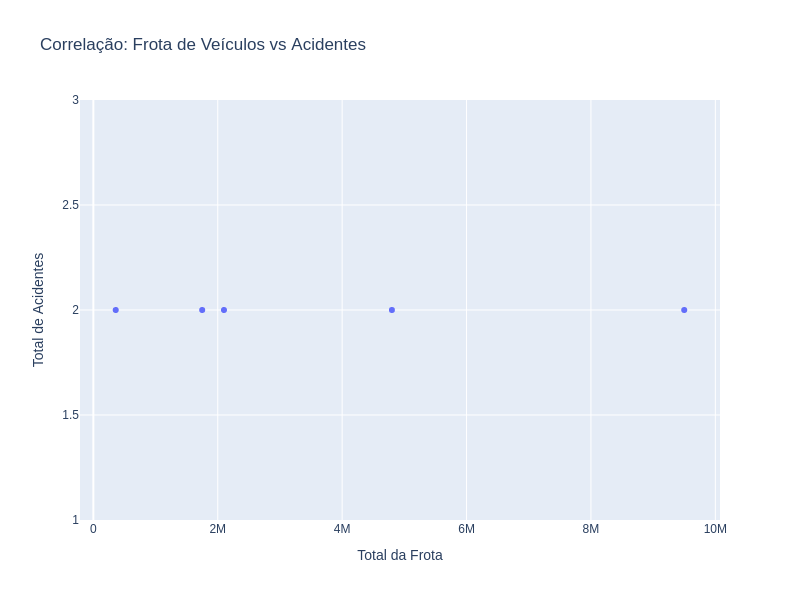 Correlação: Frota de Veículos vs Acidentes
3
2.5
2
1.5
1
Total de Acidentes
0 2M 4M 6M 8M 10M
Total da Frota